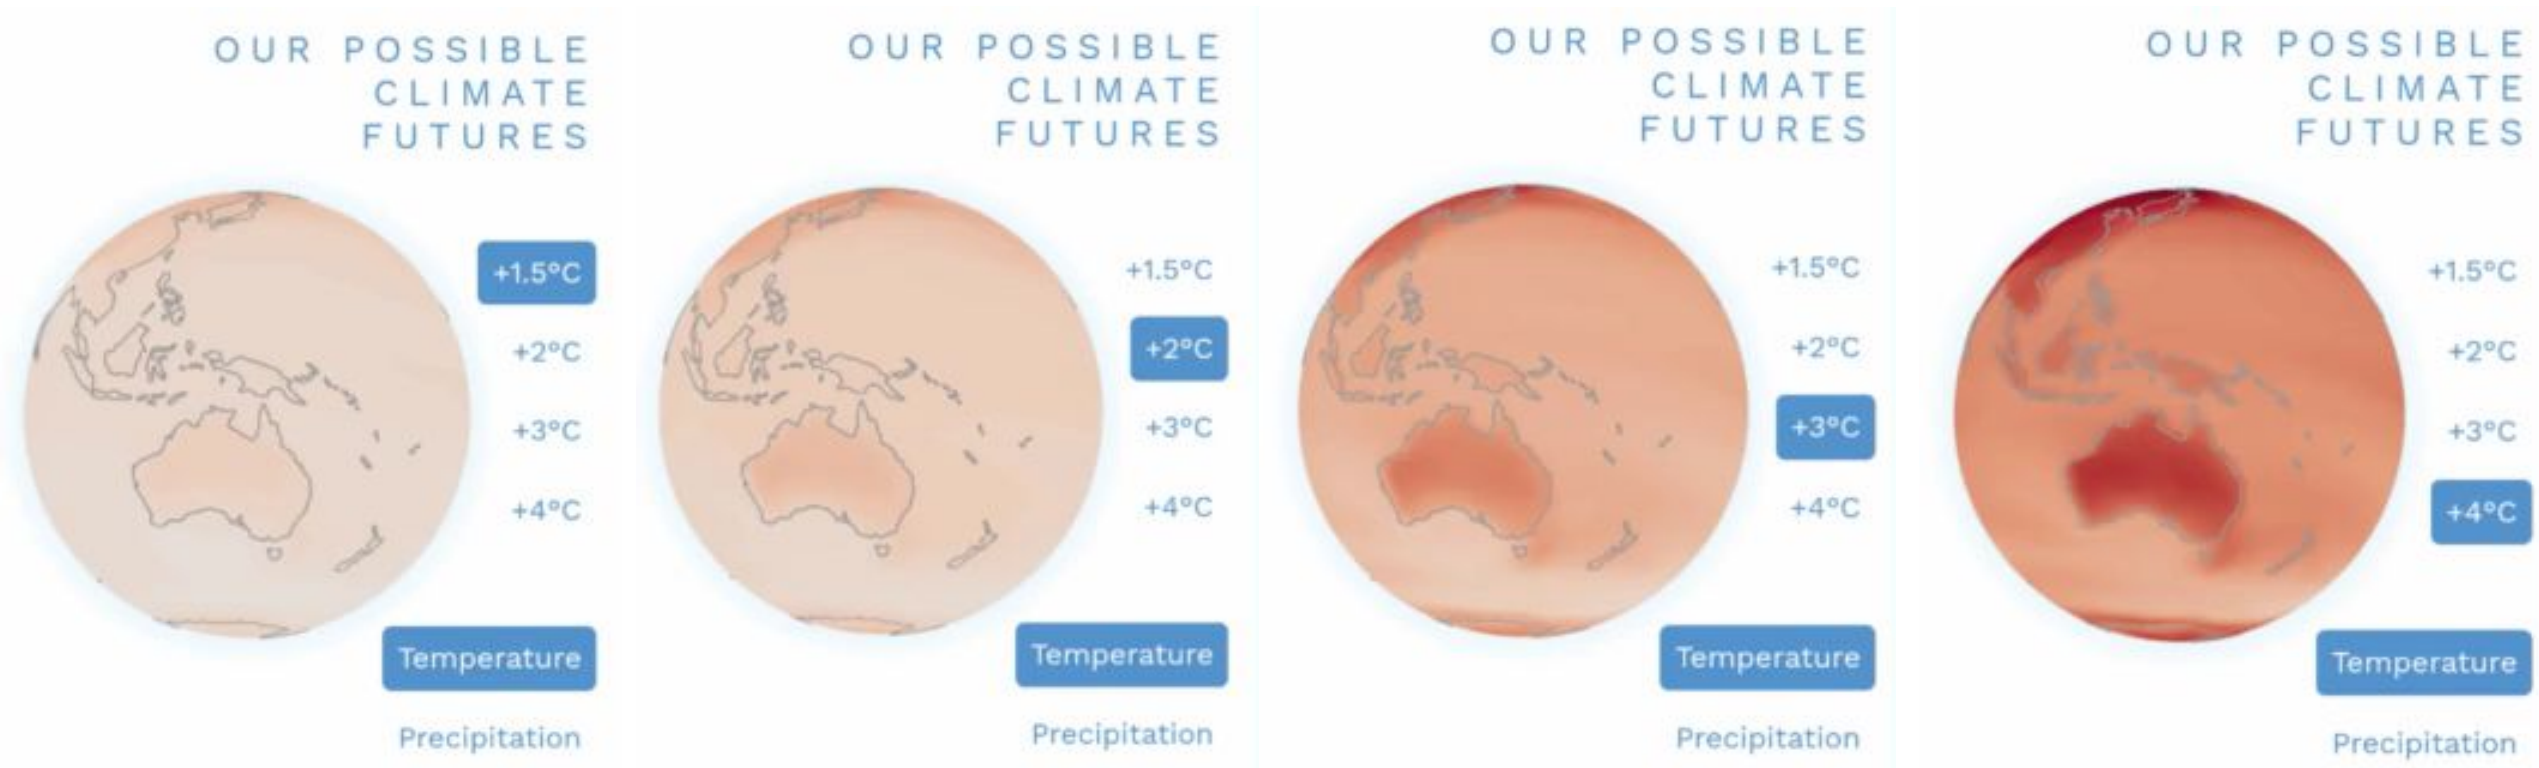 OUR POSSIBLE
CLIMATE
FUTURES
+1.5°C
+2°C
+3°C
+4°C
Temperature
Precipitation
OUR POSSIBLE
CLIMATE
FUTURES
+1.5°C
+2°C
+3°C
+4°C
Temperature
Precipitation
OUR POSSIBLE
CLIMATE
FUTURES
+1.5°C
+2°C
+3°C
+4°C
Temperature
Precipitation
OUR POSSIBLE
CLIMATE
FUTURES
+1.5°C
+2°C
+3°C
+4°C
Temperature
Precipitation